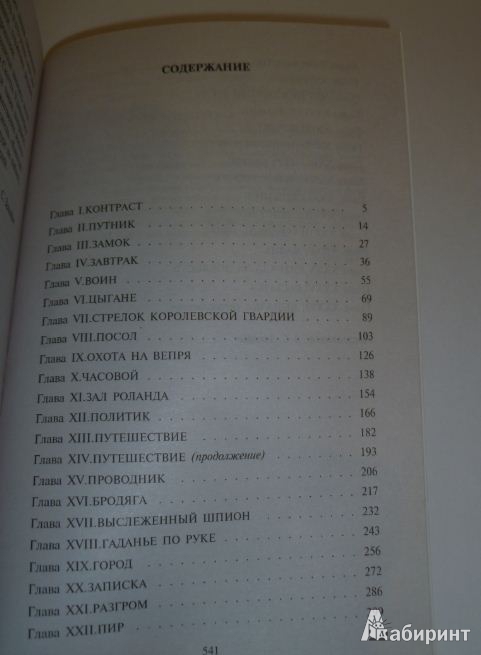 СОДЕРЖАНИЕ
Глава I.КОНТРАСТ . . . . . . . . . . . . . . . . . . . 5
Глава II.ПУТНИК . . . . . . . . . . . . . . . . . . . 14
Глава III.ЗАМОК . . . . . . . . . . . . . . . . . . . 27
Глава IV.ЗАВТРАК . . . . . . . . . . . . . . . . . . . 36
Глава V.ВОИН . . . . . . . . . . . . . . . . . . . 55
Глава VI.ЦЫГАНЕ . . . . . . . . . . . . . . . . . . . 69
Глава VII.СТРЕЛОК КОРОЛЕВСКОЙ ГВАРДИИ . . . . . 89
Глава VIII.ПОСОЛ . . . . . . . . . . . . . . . . . . . 103
Глава IX.ОХОТА НА ВЕПРЯ . . . . . . . . . . . . . 126
Глава X.ЧАСОВОЙ . . . . . . . . . . . . . . . . . . . 138
Глава XI.ЗАЛ РОЛАНДА . . . . . . . . . . . . . . . 154
Глава XII.ПОЛИТИК . . . . . . . . . . . . . . . . . . 166
Глава XIII.ПУТЕШЕСТВИЕ . . . . . . . . . . . . . . 182
Глава XIV.ПУТЕШЕСТВИЕ (продолжение) . . . . . . . 193
Глава XV.ПРОВОДНИК . . . . . . . . . . . . . . . . 206
Глава XVI.БРОДЯГА . . . . . . . . . . . . . . . . . 217
Глава XVII.ВЫСЛЕЖЕННЫЙ ШПИОН . . . . . . . . . 232
Глава XVIII.ГАДАНЬЕ ПО РУКЕ . . . . . . . . . . . 243
Глава XIX.ГОРОД . . . . . . . . . . . . . . . . . . 256
Глава XX.ЗАПИСКА . . . . . . . . . . . . . . . . . 272
Глава XXI.РАЗГРОМ . . . . . . . . . . . . . . . . . 286
Глава XXII.ПИР . . . . . . . . . . . . . . . . . . .
541
Лабиринт